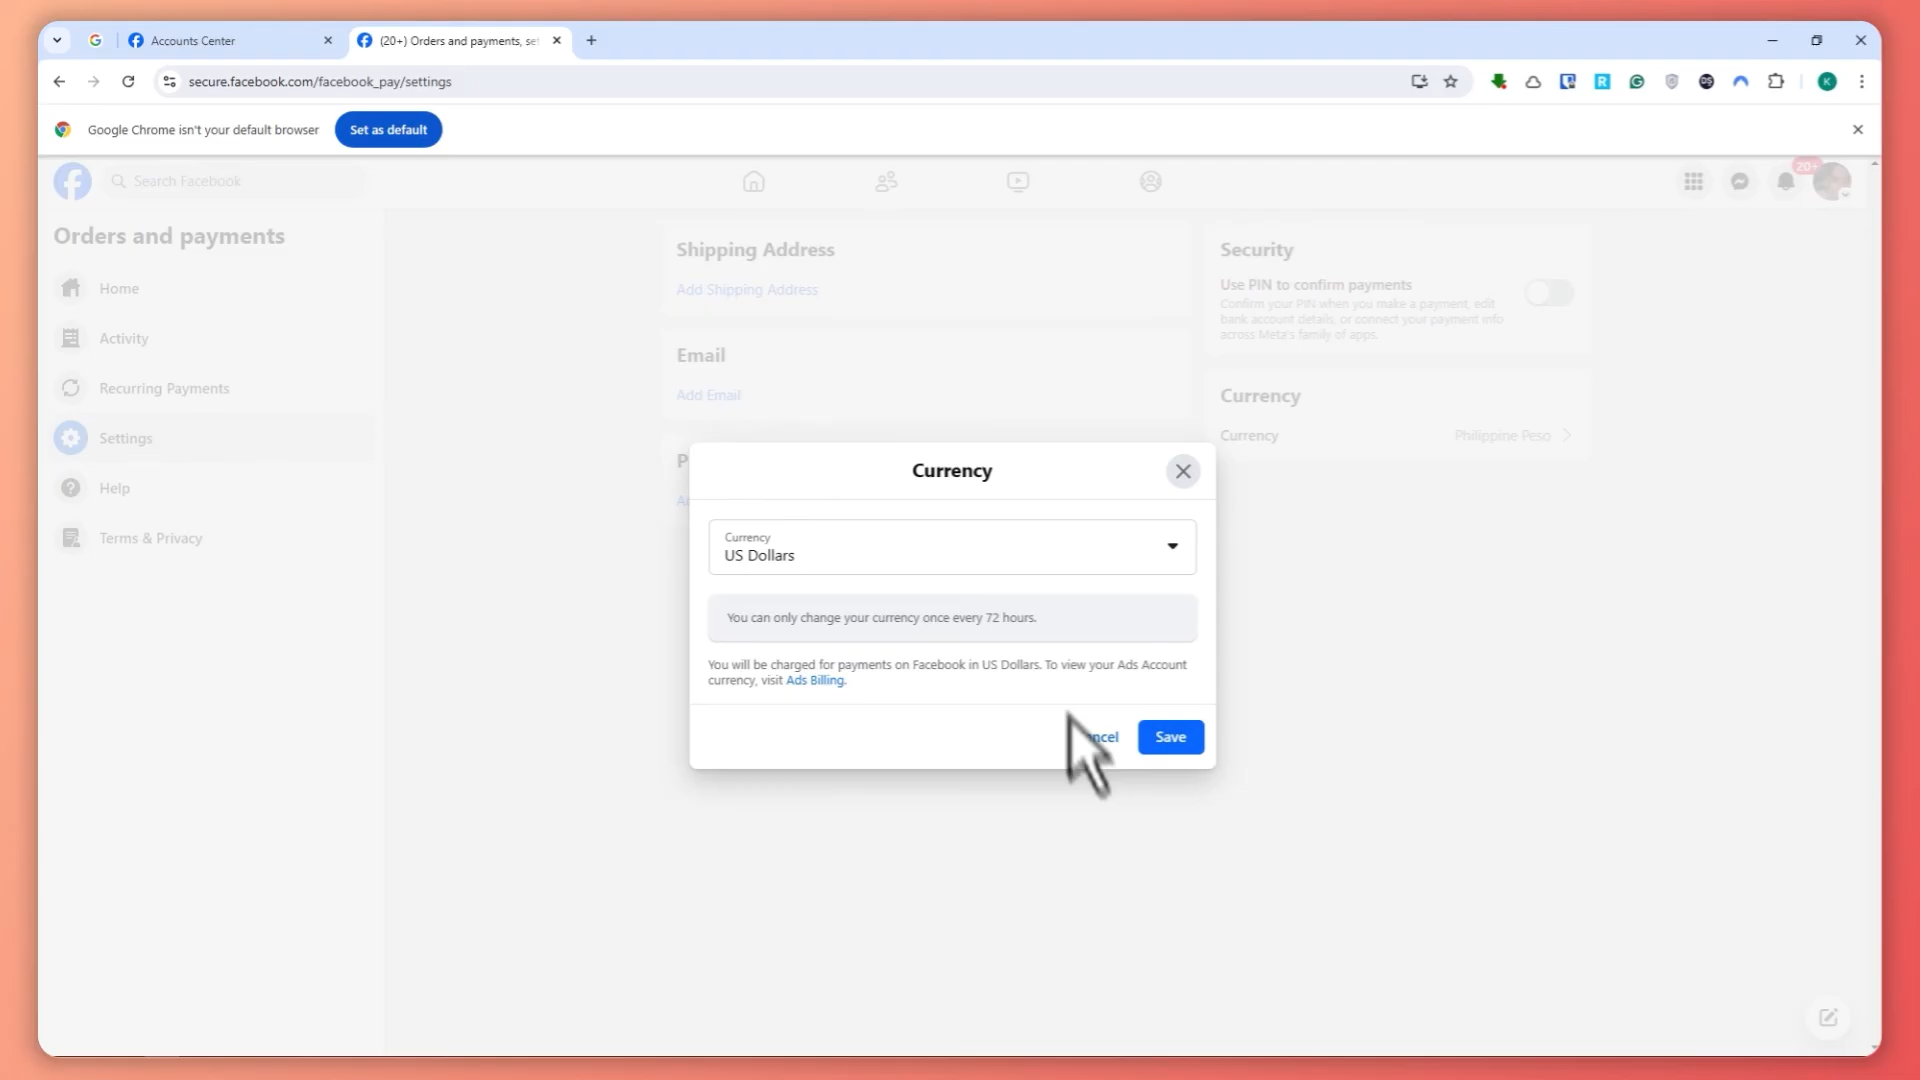 Accounts Center
(20+) Orders and payments, set
secure.facebook.com/facebook_pay/settings
Google Chrome isn't your default browser
Set as default
Search Facebook
20+
Orders and payments
Home
Activity
Recurring Payments
Settings
Help
Terms & Privacy
Shipping Address
Add Shipping Address
Email
Add Email
Security
Use PIN to confirm payments
Confirm your PIN when you make a payment, edit
bank account details, or connect your payment info
across Meta's family of apps.
Currency
Currency
Philippine Peso
Currency
Currency
US Dollars
You can only change your currency once every 72 hours.
You will be charged for payments on Facebook in US Dollars. To view your Ads Account
currency, visit Ads Billing.
Save